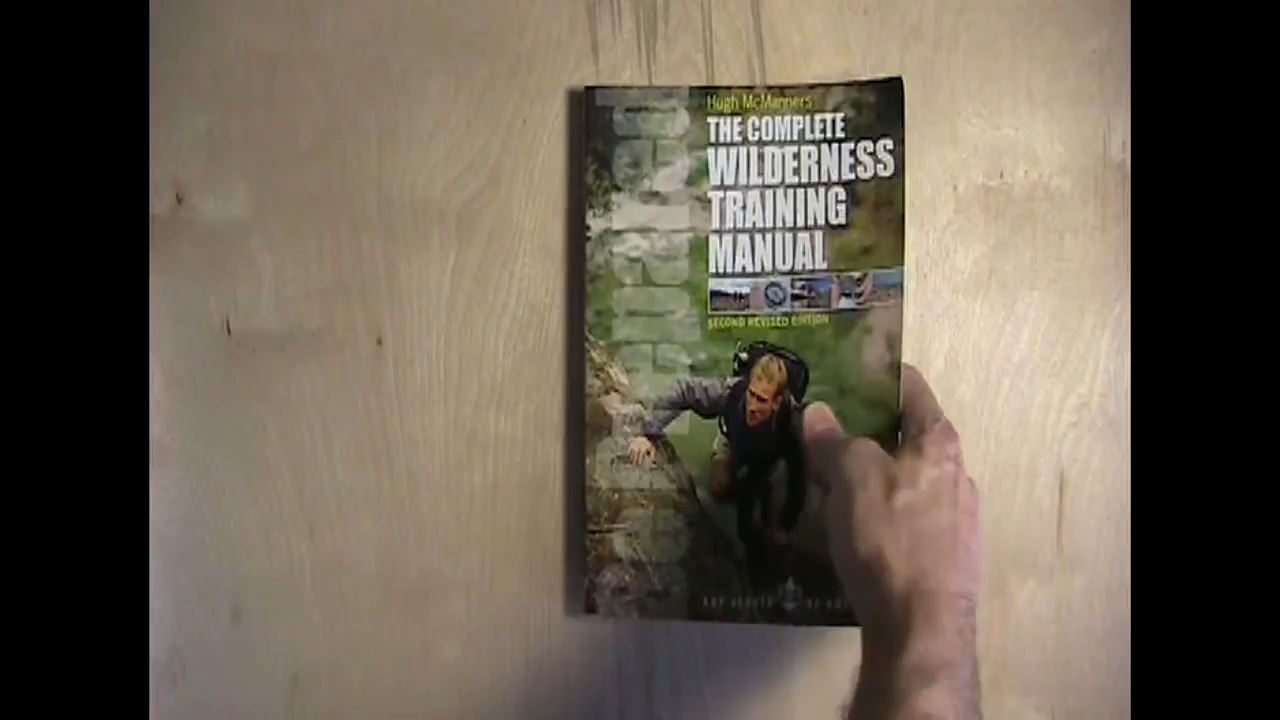 Hugh McManners
THE COMPLETE
WILDERNESS
TRAINING
MANUAL
SECOND REVISED EDITION